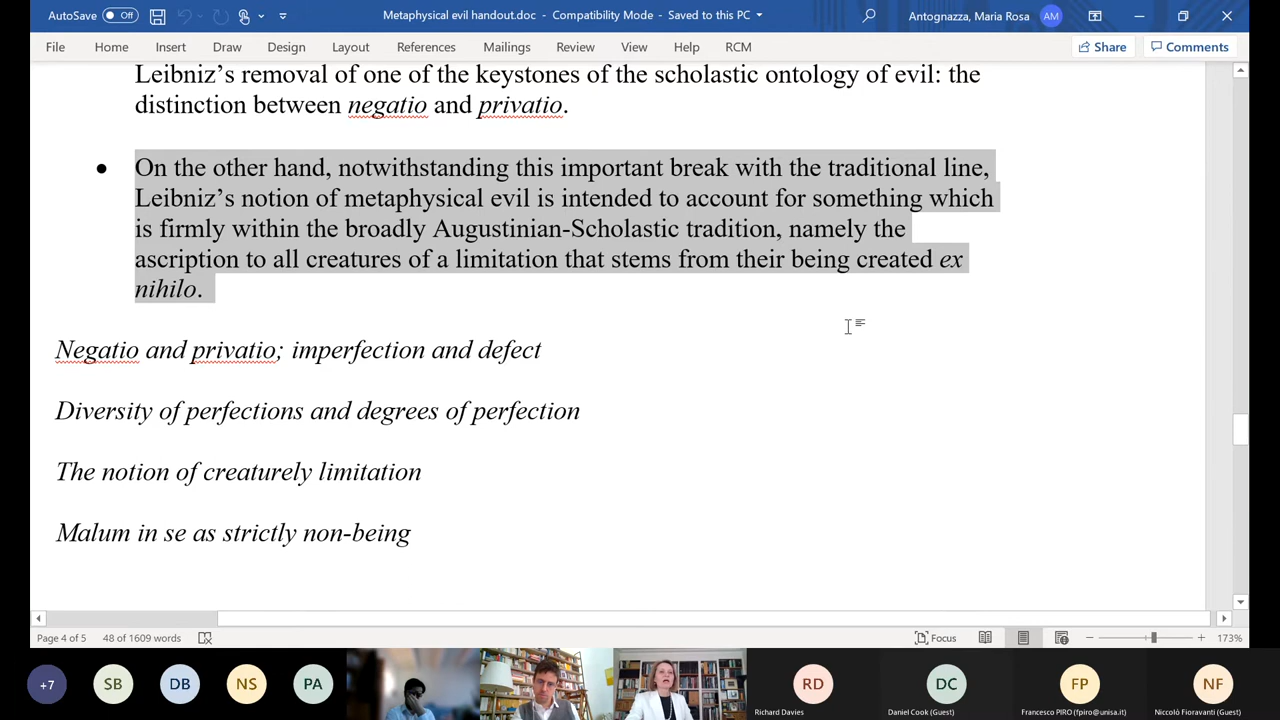 AutoSave Off
Metaphysical evil handout.doc - Compatibility Mode - Saved to this PC
Antognazza, Maria Rosa AM
File Home Insert Draw Design Layout References Mailings Review View Help RCM Share Comments
Leibniz’s removal of one of the keystones of the scholastic ontology of evil: the
distinction between negatio and privatio.
● On the other hand, notwithstanding this important break with the traditional line,
Leibniz’s notion of metaphysical evil is intended to account for something which
is firmly within the broadly Augustinian-Scholastic tradition, namely the
ascription to all creatures of a limitation that stems from their being created ex
nihilo.
Negatio and privatio; imperfection and defect
Diversity of perfections and degrees of perfection
The notion of creaturely limitation
Malum in se as strictly non-being
Page 4 of 5 48 of 1609 words Focus 173%
+7 SB DB NS PA RD DC FP NF
Richard Davies Daniel Cook (Guest) Francesco PIRO (fpiro@unisa.it) Niccolò Fioravanti (Guest)